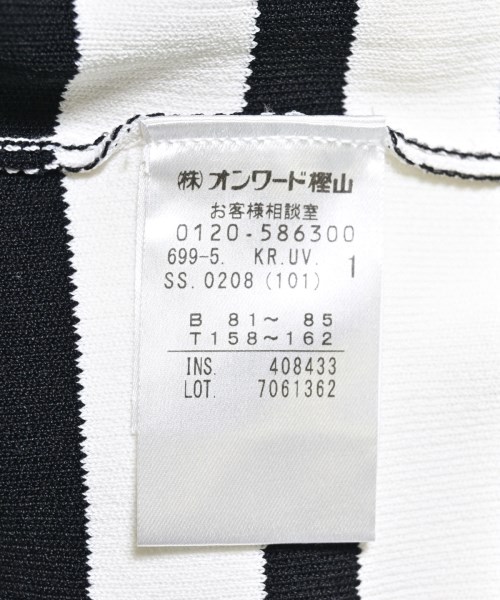 (株)オンワード樫山
お客様相談室
0120-586300
699-5. KR.UV. 1
SS.0208(101)
B 81～ 85
T158～162
INS. 408433
LOT. 7061362